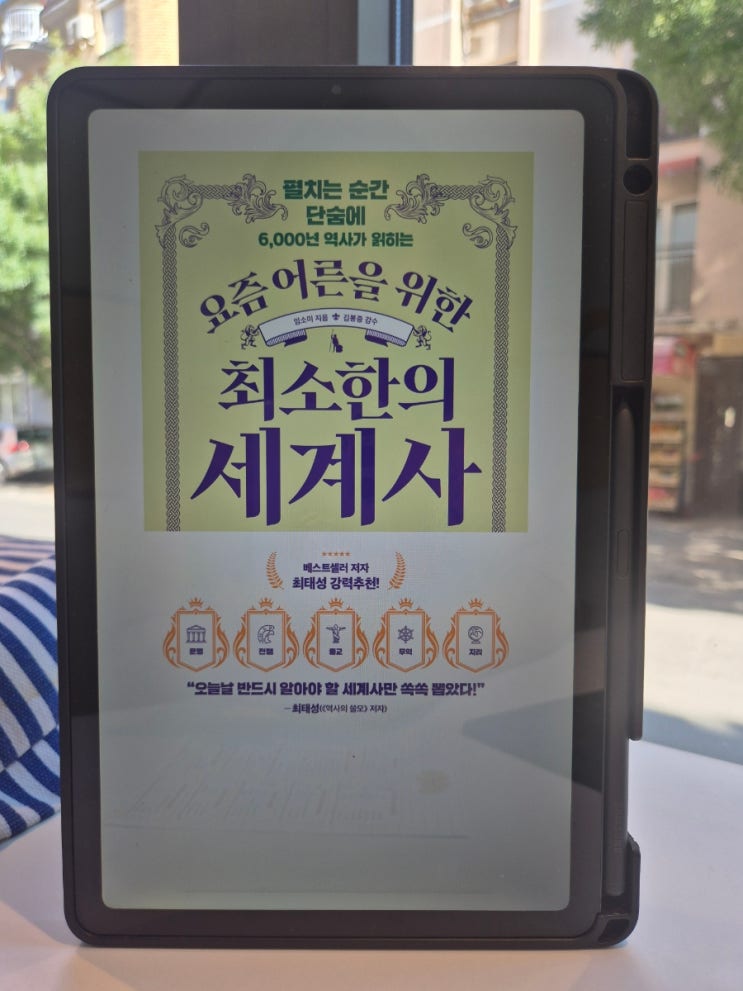 펼치는 순간
단숨에
6,000년 역사가 읽히는
요즘 어른을 위한
임소미 지음 김봉중 감수
최소한의
세계사
베스트셀러 저자
최태성 강력추천!
문명 전쟁 종교 무역 지리
“오늘날 반드시 알아야 할 세계사만 쏙쏙 뽑았다!”
—최태성(《역사의 쓸모》 저자)